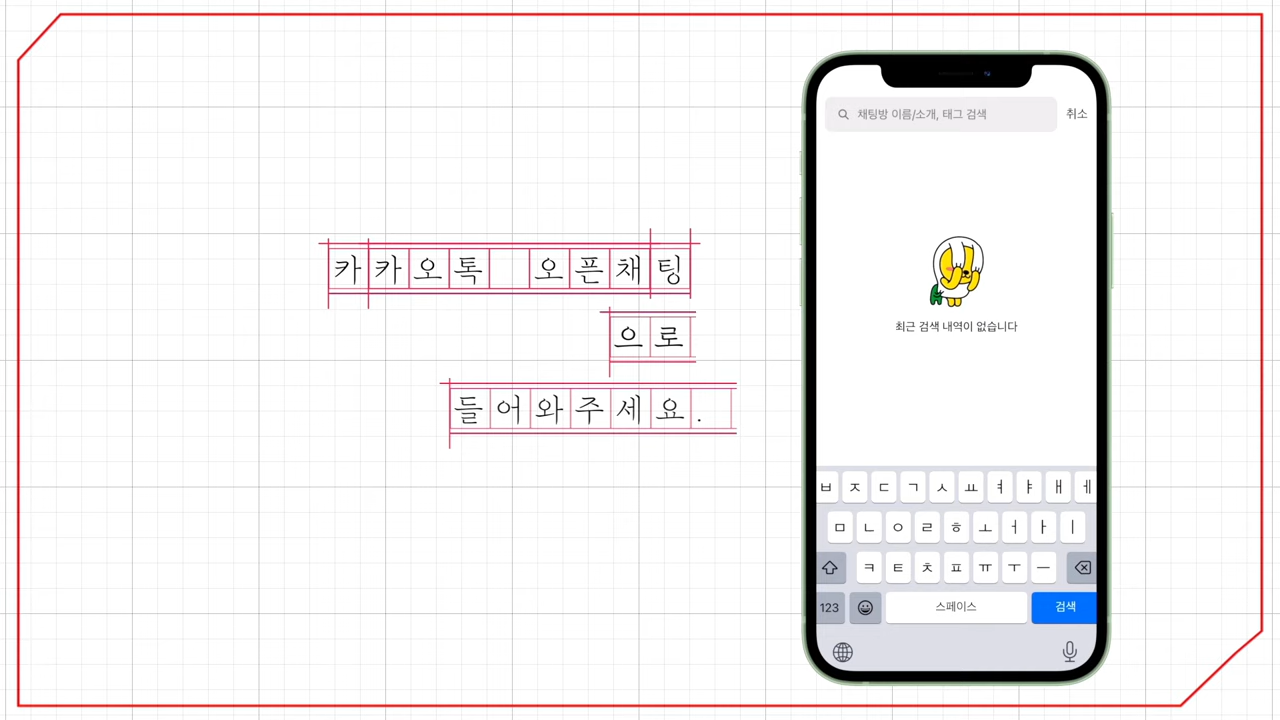 카카오톡 오픈채팅
으로
들어와주세요.
채팅방 이름/소개, 태그 검색
취소
최근 검색 내역이 없습니다
ㅂ ㅈ ㄷ ㄱ ㅅ ㅛ ㅕ ㅑ ㅐ ㅔ
ㅁ ㄴ ㅇ ㄹ ㅎ ㅗ ㅓ ㅏ ㅣ
ㅋ ㅌ ㅊ ㅍ ㅠ ㅜ ㅡ
123 스페이스 검색